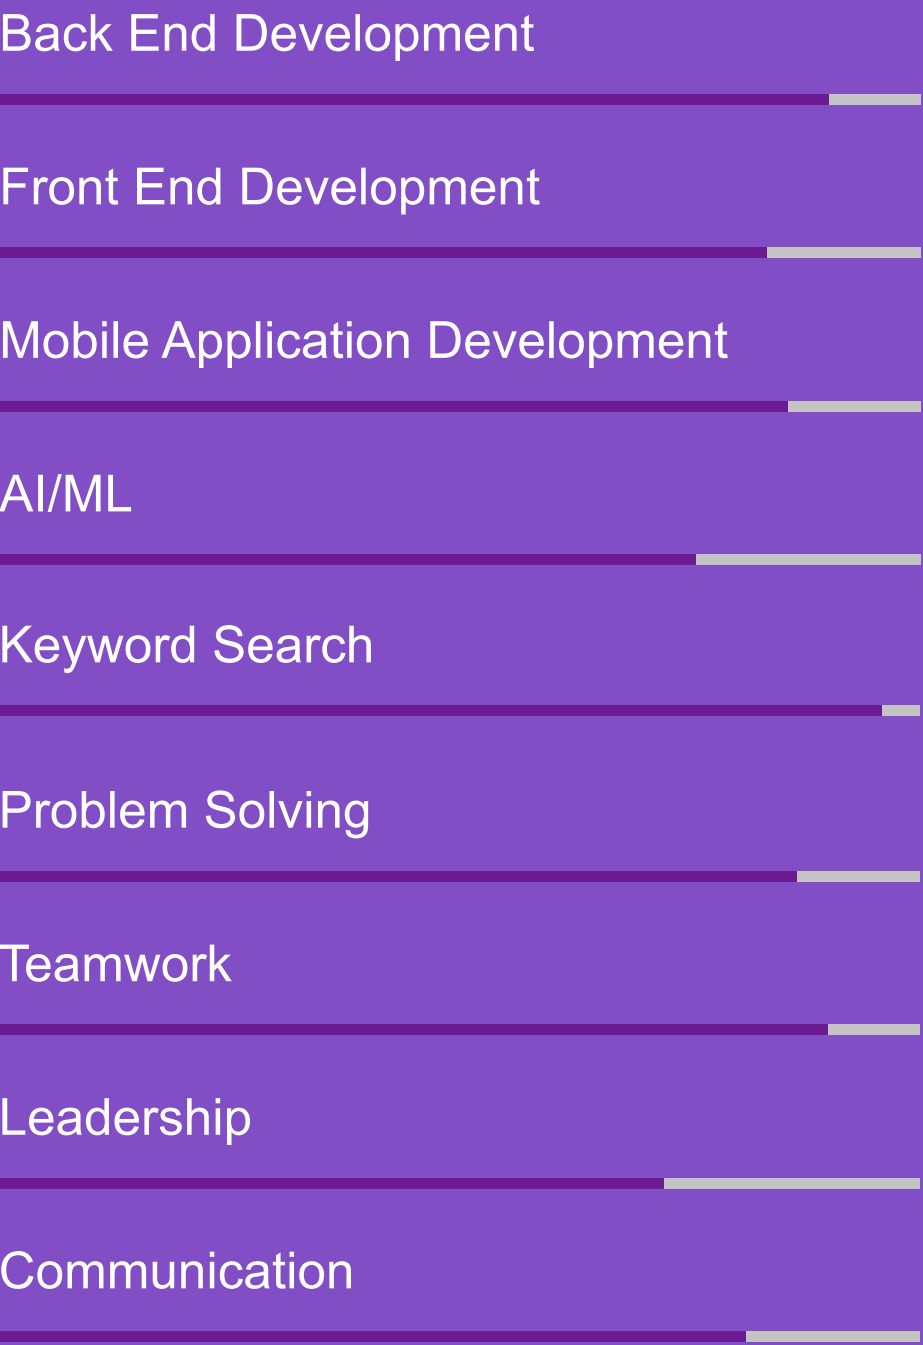 Back End Development
Front End Development
Mobile Application Development
AI/ML
Keyword Search
Problem Solving
Teamwork
Leadership
Communication